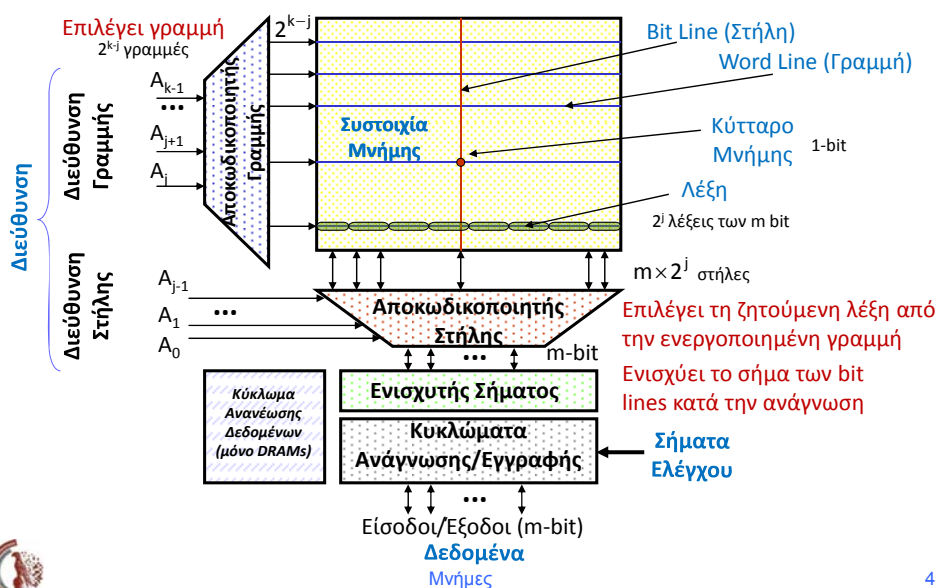 Επιλέγει γραμμή
2^{k-j} γραμμές
2^{k-j}
Bit Line (Στήλη)
Word Line (Γραμμή)
Διεύθυνση
Διεύθυνση
Γραμμής
A_{k-1}
...
A_{j+1}
A_j
Αποκωδικοποιητής
Γραμμής
Συστοιχία
Μνήμης
Κύτταρο
Μνήμης
1-bit
Λέξη
2^j λέξεις των m bit
m×2^j στήλες
Διεύθυνση
Στήλης
A_{j-1}
...
A_1
A_0
Αποκωδικοποιητής
Στήλης
... m-bit
Επιλέγει τη ζητούμενη λέξη από
την ενεργοποιημένη γραμμή
Κύκλωμα
Ανανέωσης
Δεδομένων
(μόνο DRAMs)
Ενισχυτής Σήματος
Ενισχύει το σήμα των bit
lines κατά την ανάγνωση
Κυκλώματα
Ανάγνωσης/Εγγραφής
Σήματα
Ελέγχου
...
Είσοδοι/Έξοδοι (m-bit)
Δεδομένα
Μνήμες
4